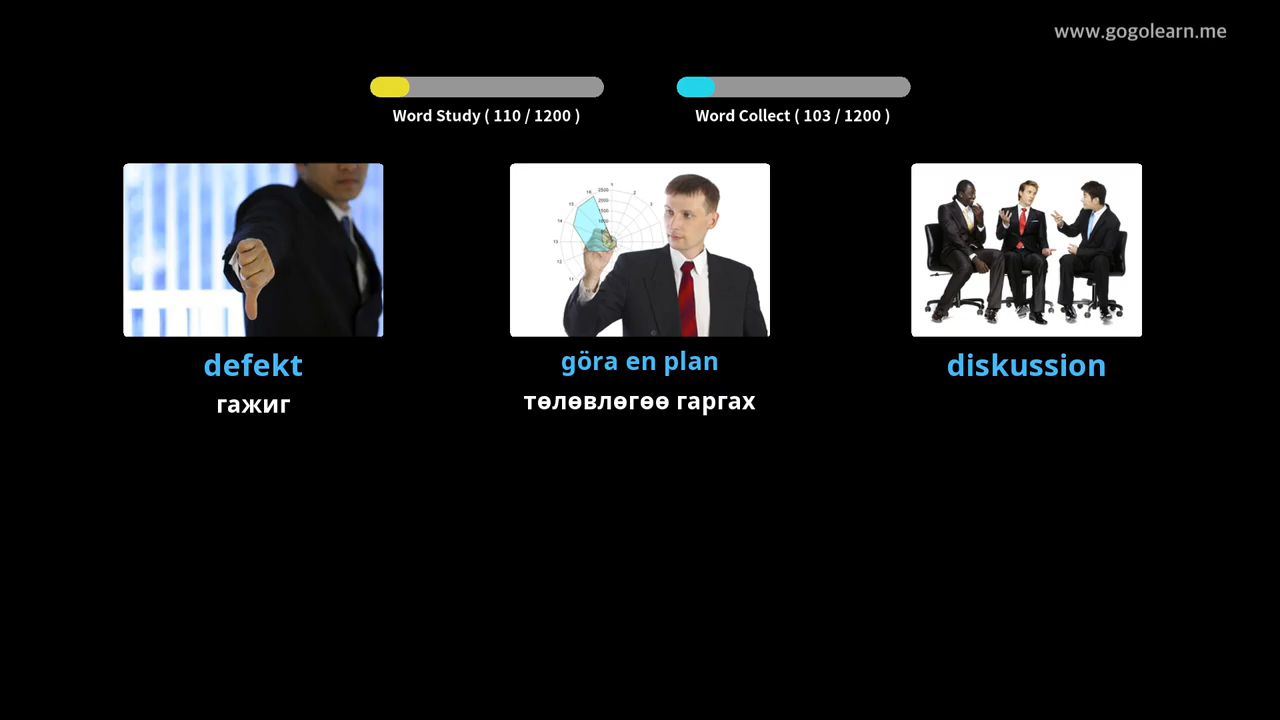 www.gogolearn.me
Word Study ( 110 / 1200 )
Word Collect ( 103 / 1200 )
defekt
гажиг
göra en plan
төлөвлөгөө гаргах
diskussion